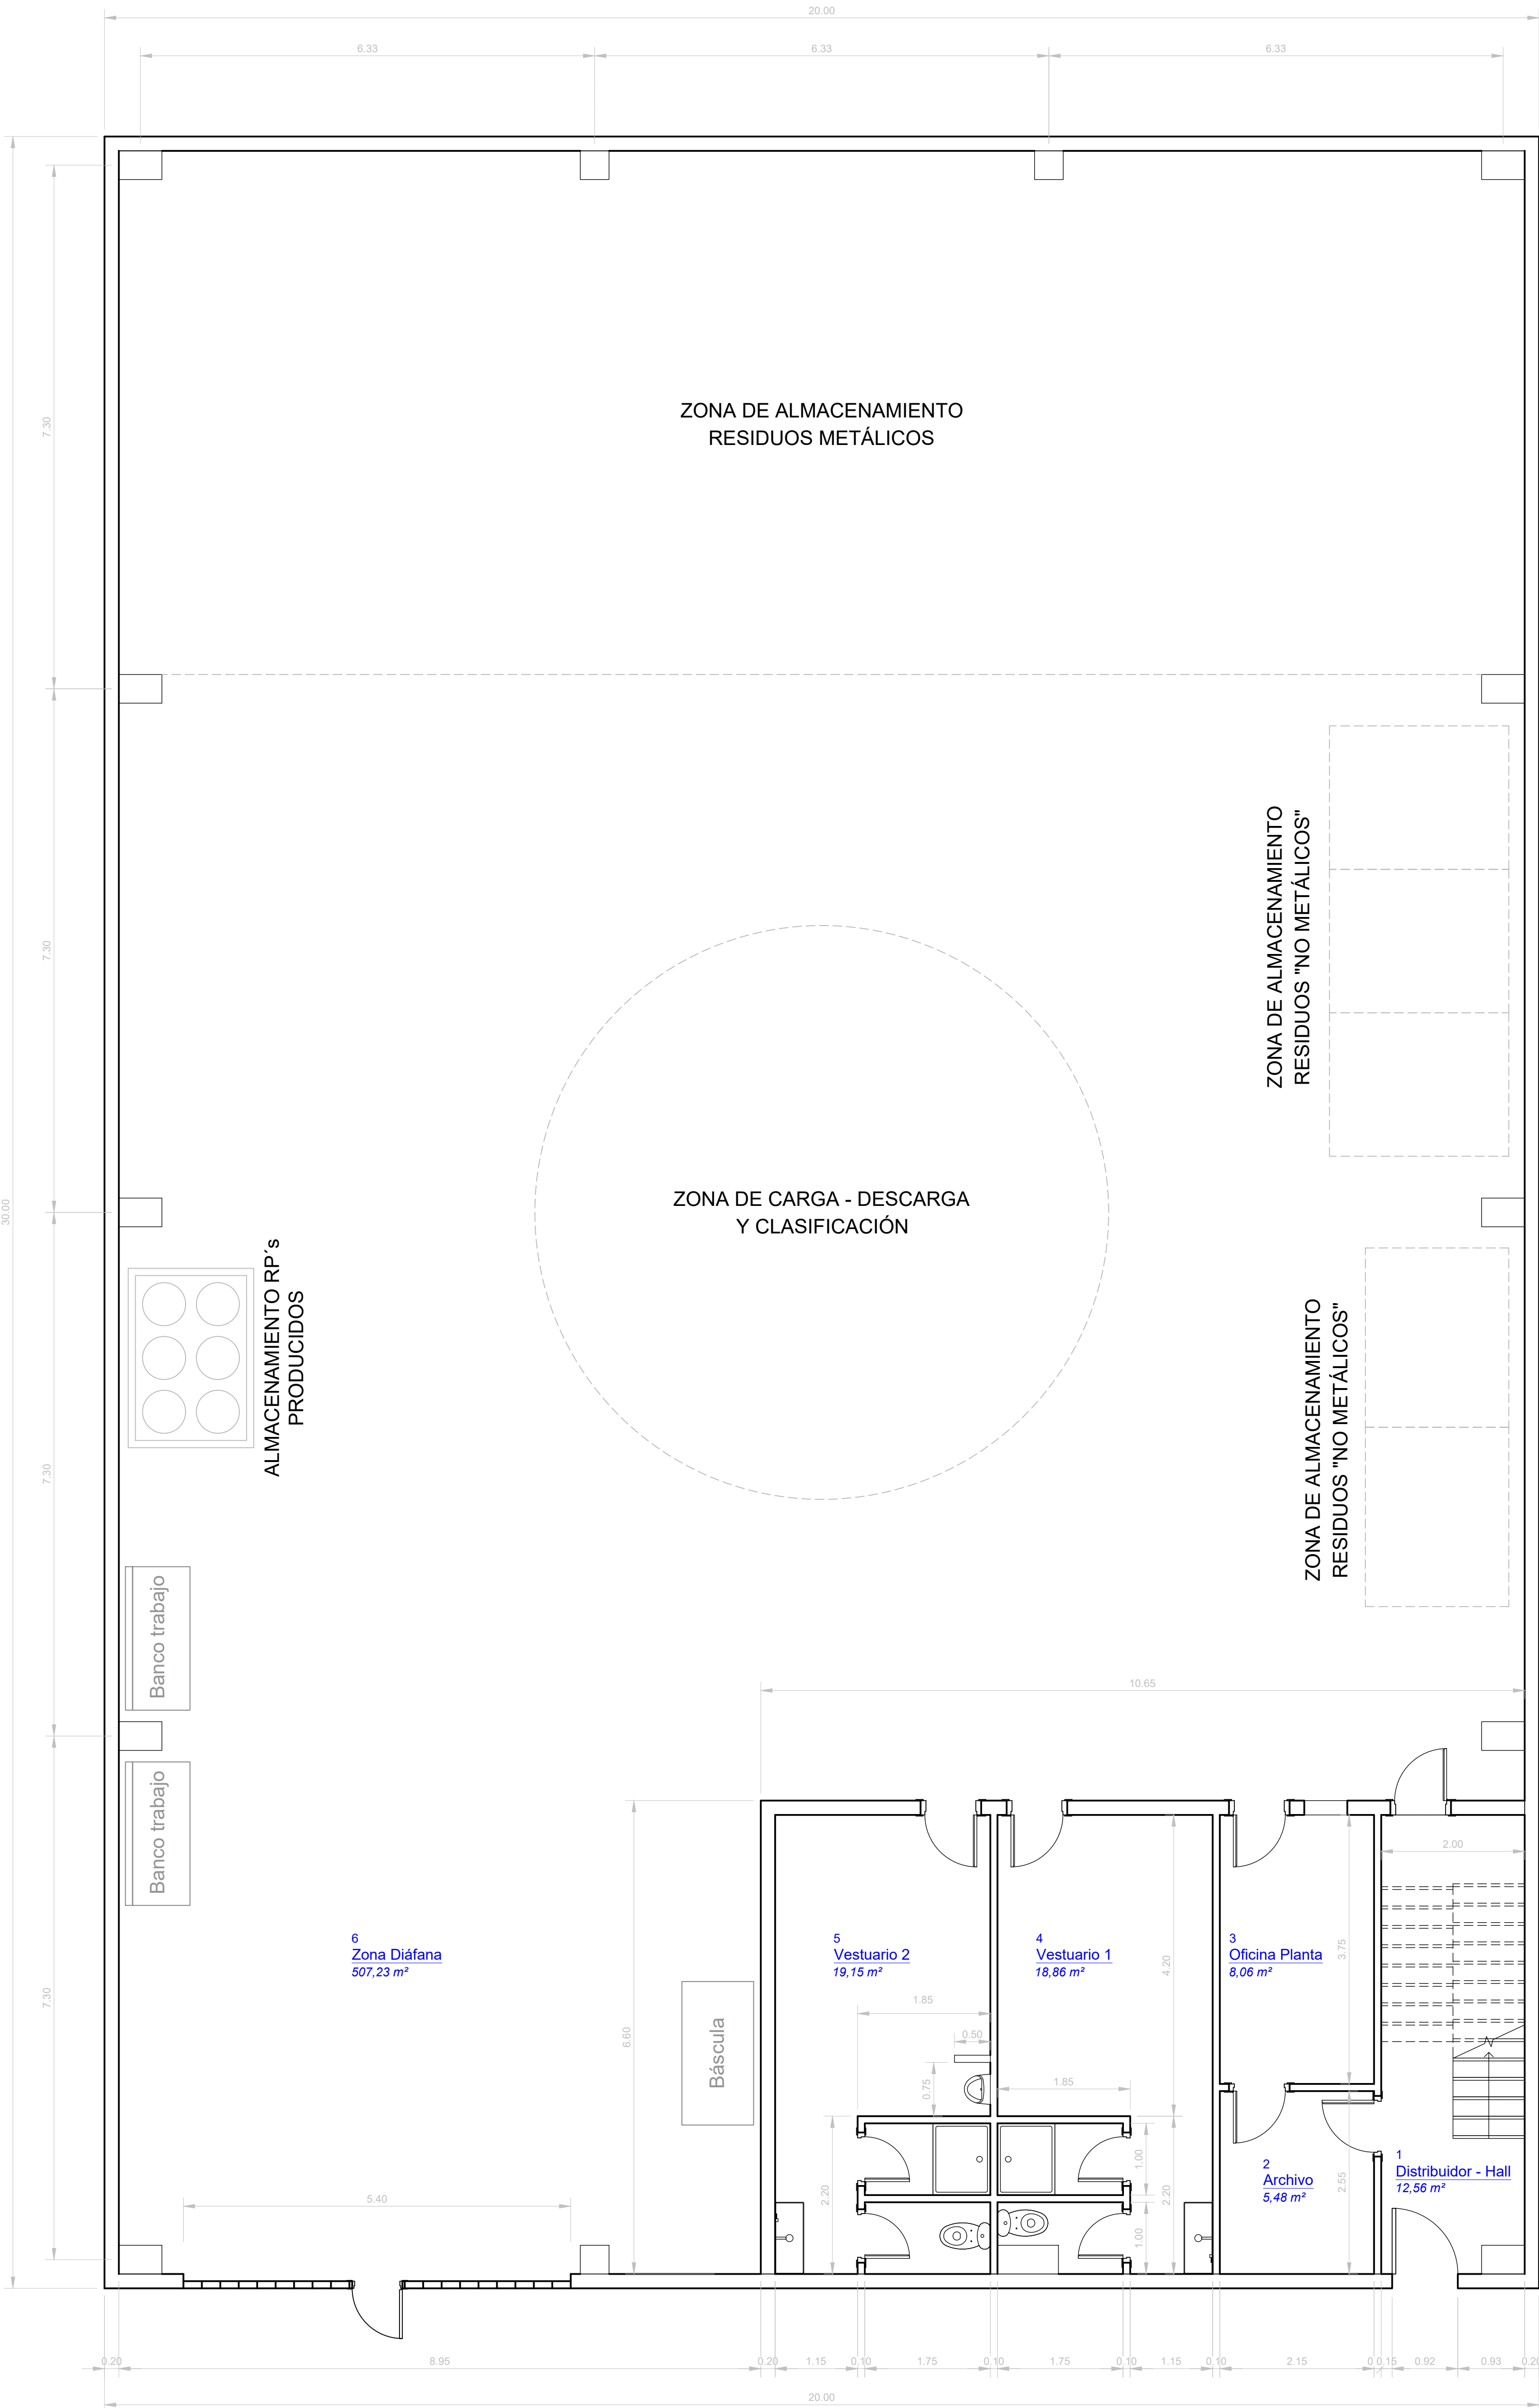 20.00
6.33
6.33
6.33
ZONA DE ALMACENAMIENTO
RESIDUOS METÁLICOS
7.30
7.30
7.30
7.30
30.00
ZONA DE ALMACENAMIENTO
RESIDUOS "NO METÁLICOS"
ZONA DE CARGA - DESCARGA
Y CLASIFICACIÓN
ALMACENAMIENTO RP´s
PRODUCIDOS
ZONA DE ALMACENAMIENTO
RESIDUOS "NO METÁLICOS"
Banco trabajo
Banco trabajo
10.65
2.00
6
Zona Diáfana
507,23 m²
5
Vestuario 2
19,15 m²
4
Vestuario 1
18,86 m²
3
Oficina Planta
8,06 m²
3.75
4.20
6.60
Báscula
1.85
0.50
0.75
1.85
2.20
1.00
2.20
1.00
2.55
2
Archivo
5,48 m²
1
Distribuidor - Hall
12,56 m²
5.40
0.20
8.95
0.20
1.15
0.10
1.75
0.10
1.75
0.10
1.15
0.10
2.15
0.15
0.92
0.93
20.00